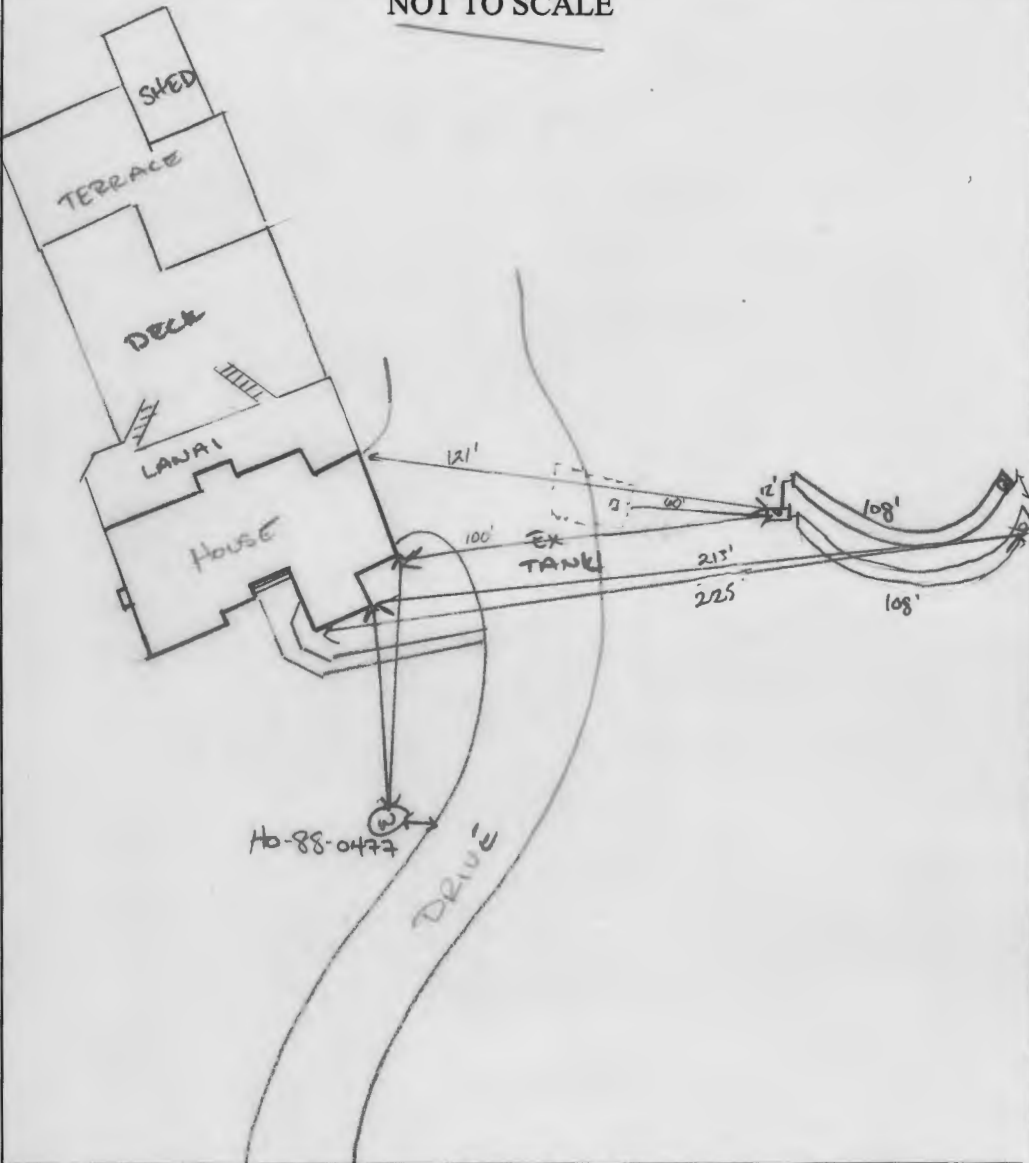 NOT TO SCALE
SHED
TERRACE
DECK
LANAI
HOUSE
121'
12'
108'
60'
100'
EX
TANK
213'
225
108'
W
HO-88-0477
DRIVE